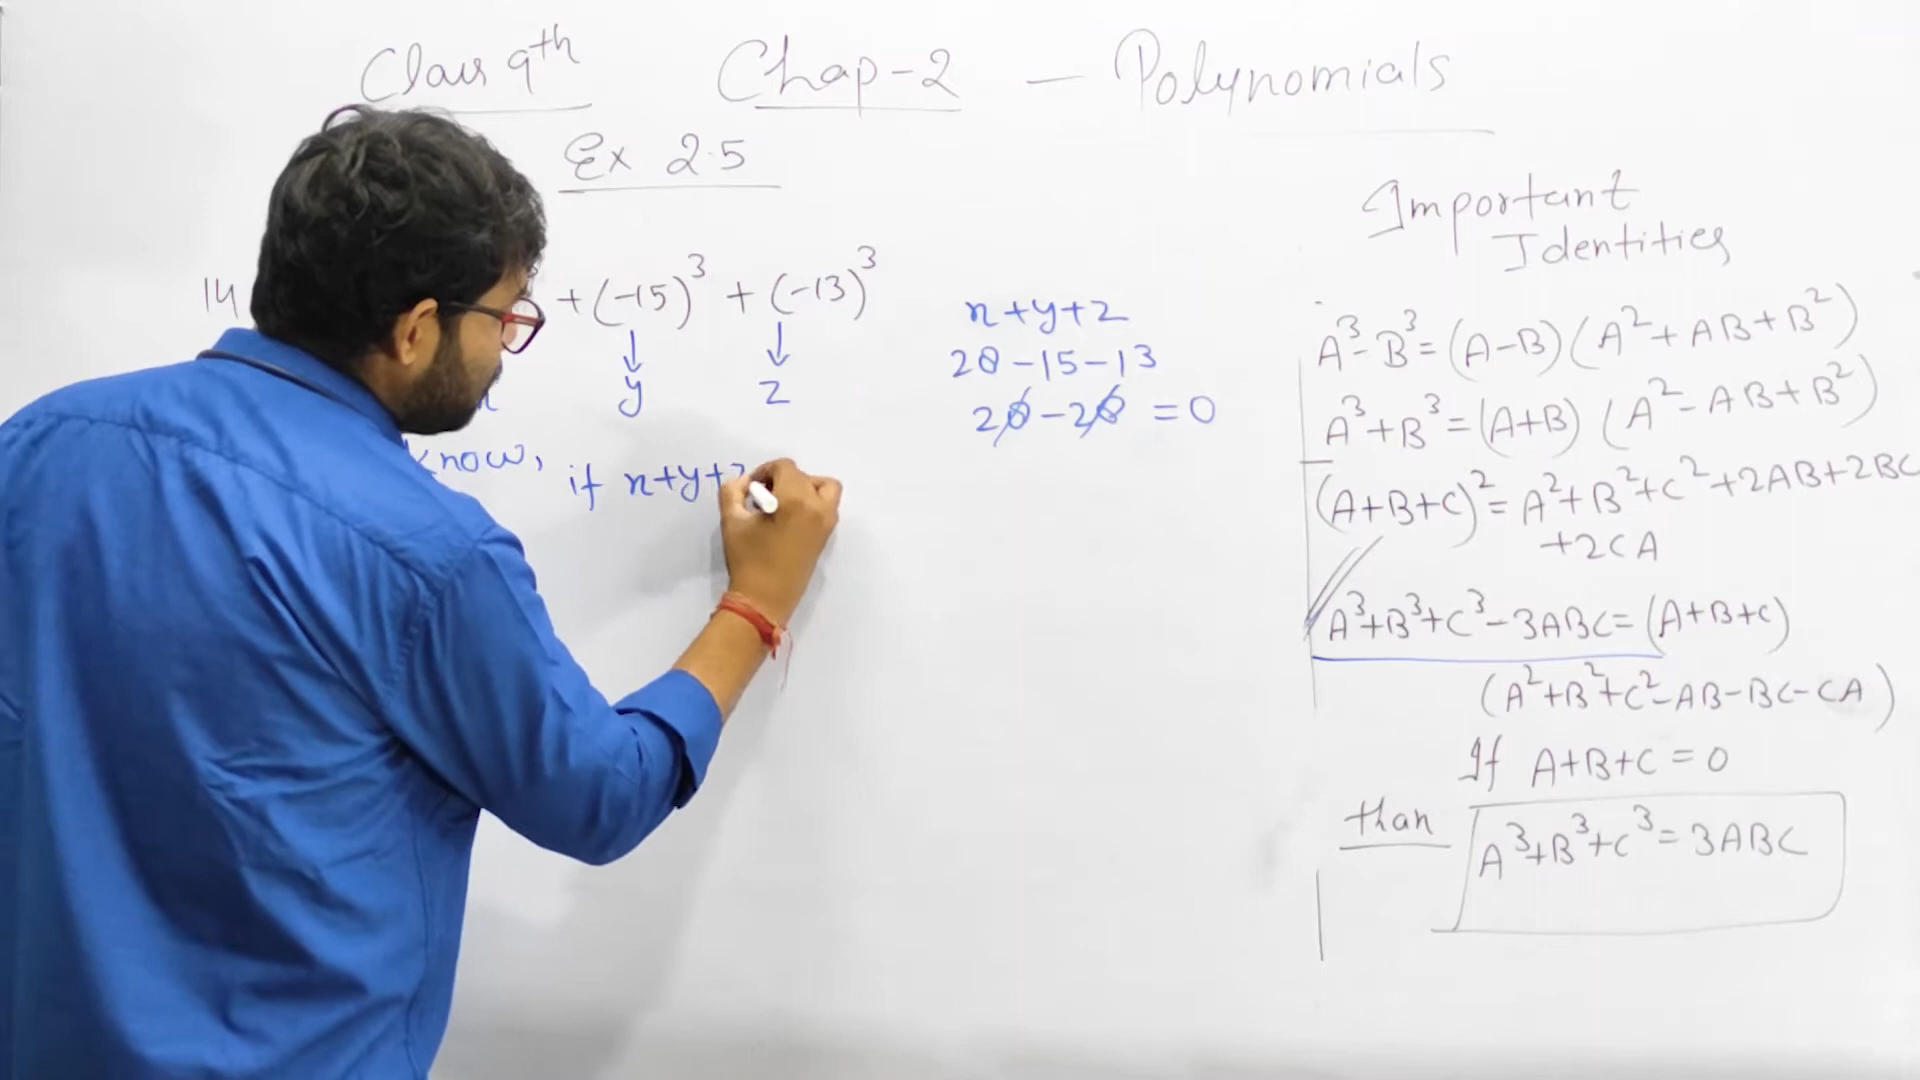 Class 9th Chap-2 – Polynomials
Ex 2.5
14
+ (-15)³ + (-13)³
↓ ↓
x y z
know, if x+y+z
x+y+z
28-15-13
28-28 = 0
Important
Identities
A³-B³ = (A-B)(A²+AB+B²)
A³+B³ = (A+B)(A²-AB+B²)
(A+B+C)² = A²+B²+C²+2AB+2BC
+2CA
A³+B³+C³-3ABC = (A+B+C)
(A²+B²+C²-AB-BC-CA)
If A+B+C = 0
than A³+B³+C³ = 3ABC